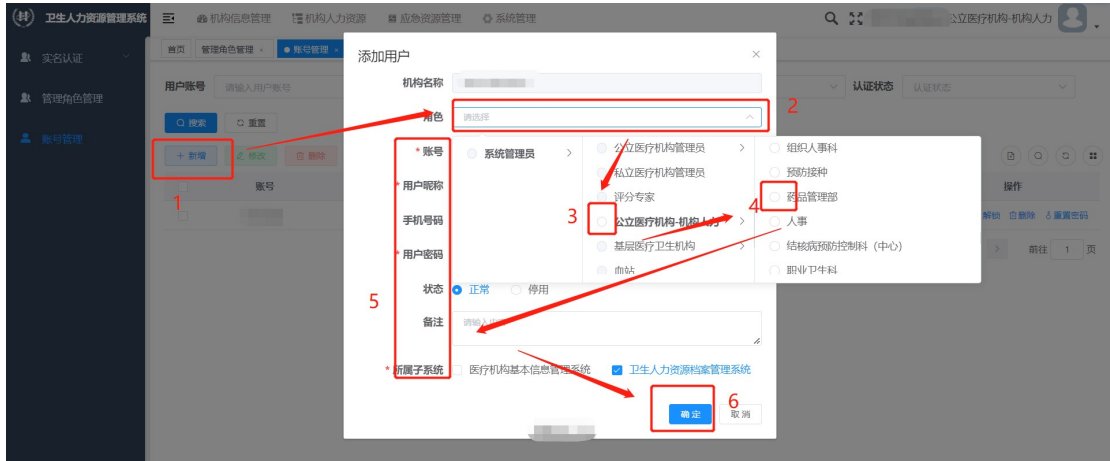 卫生人力资源管理系统
机构信息管理 机构人力资源 应急资源管理 系统管理
公立医疗机构-机构人力
首页 管理角色管理 × 账号管理 ×
实名认证
管理角色管理
账号管理
用户账号 请输入用户账号
认证状态 认证状态
搜索 重置
+ 新增 修改 删除
1
账号
操作
解锁 删除 重置密码
前往 1 页
添加用户 ×
机构名称
角色 请选择
2
* 账号
* 用户昵称
手机号码
* 用户密码
状态 正常 停用
备注 请输入内
* 所属子系统 医疗机构基本信息管理系统 卫生人力资源档案管理系统
5
系统管理员 >
公立医疗机构管理员 >
私立医疗机构管理员
评分专家
3
公立医疗机构-机构人力 >
基层医疗卫生机构 >
血站
组织人事科
预防接种
4
药品管理部
人事
结核病预防控制科（中心）
职业卫生科
确定 取消
6